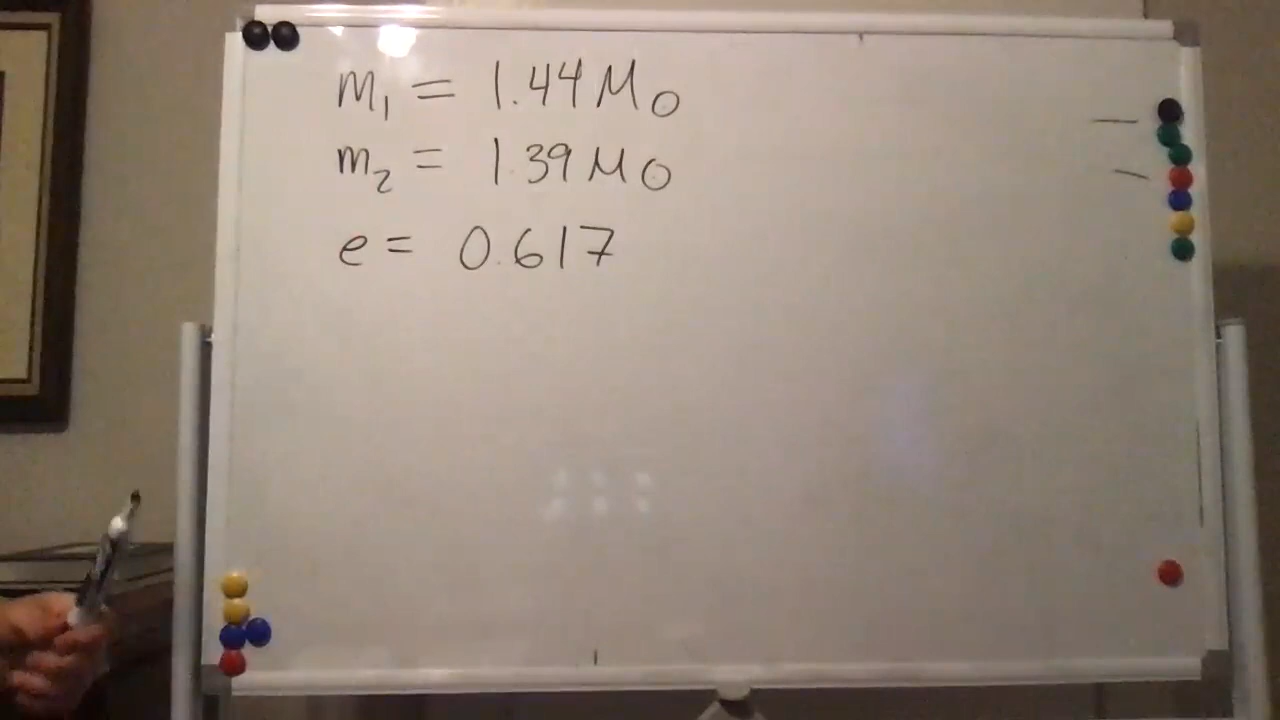 m₁ = 1.44 M⊙
m₂ = 1.39 M⊙
e = 0.617